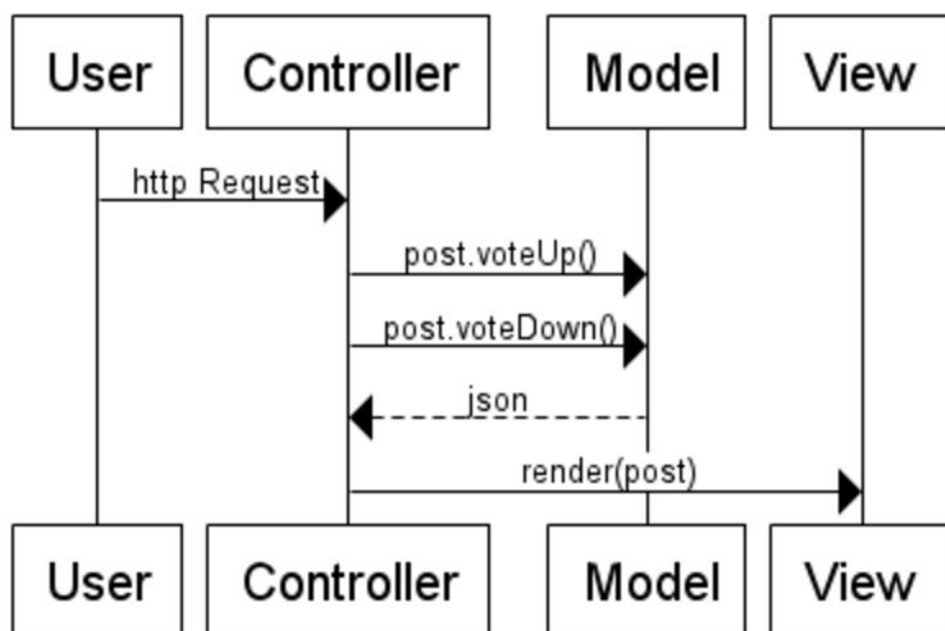 User Controller Model View
http Request
post.voteUp()
post.voteDown()
json
render(post)
User Controller Model View